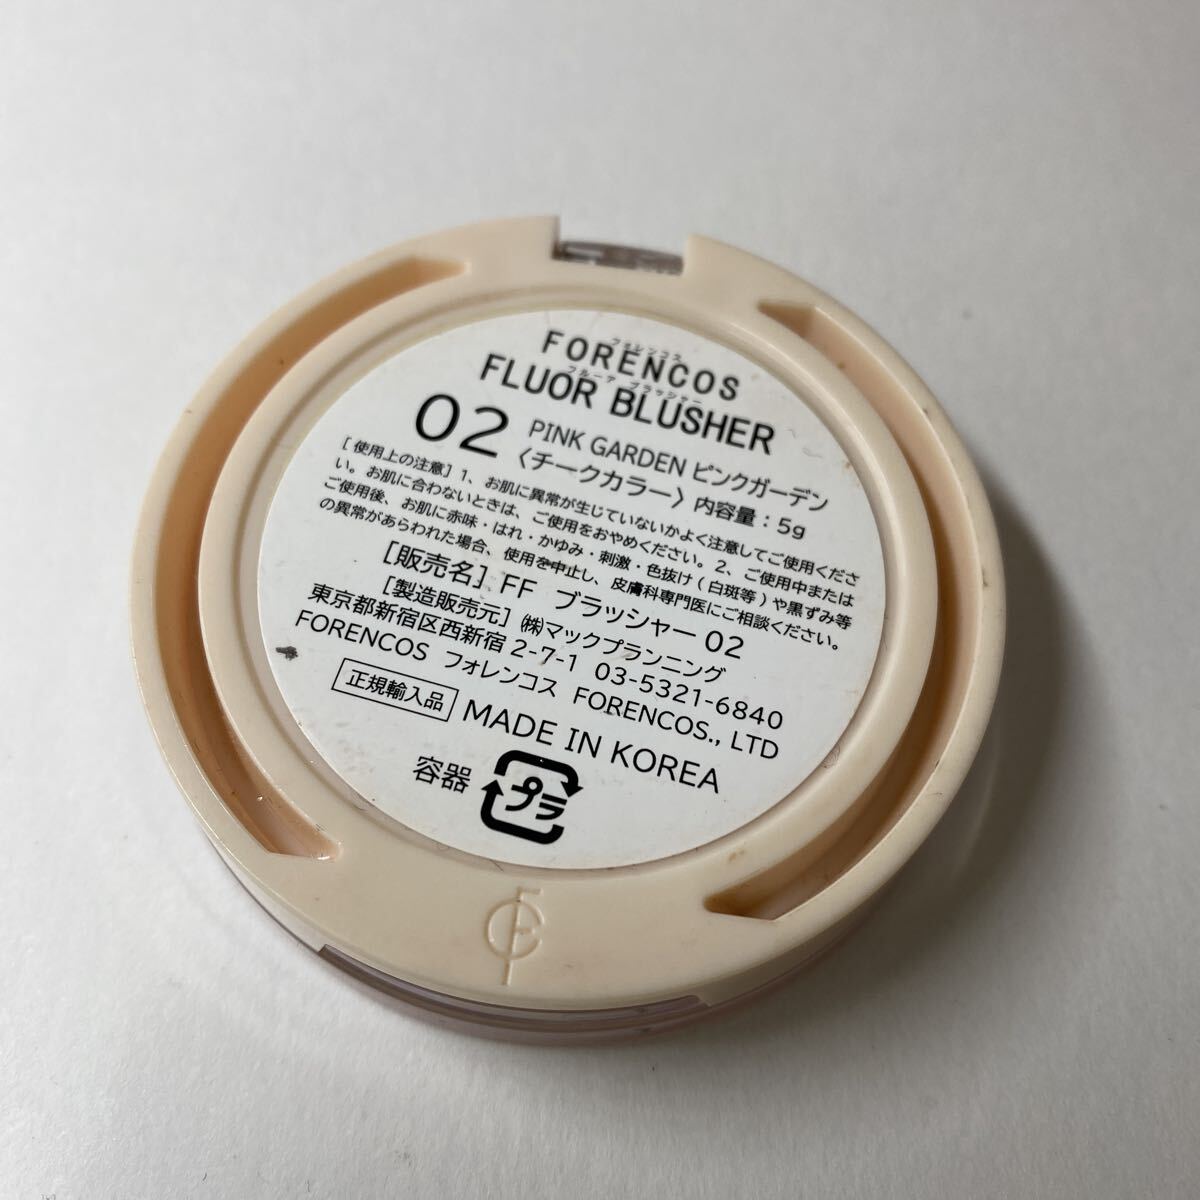 フォレンコス
FORENCOS
フルーア ブラッシャー
FLUOR BLUSHER
02 PINK GARDEN ピンクガーデン
〈チークカラー〉内容量：5g
[使用上の注意] 1、お肌に異常が生じていないかよく注意してご使用くださ
い。お肌に合わないときは、ご使用をおやめください。2、ご使用中または
ご使用後、お肌に赤味・はれ・かゆみ・刺激・色抜け(白斑等)や黒ずみ等
の異常があらわれた場合、使用を中止し、皮膚科専門医にご相談ください。
[販売名] FF ブラッシャー 02
[製造販売元] ㈱マックプランニング
東京都新宿区西新宿 2-7-1 03-5321-6840
FORENCOS フォレンコス FORENCOS., LTD
正規輸入品 MADE IN KOREA
容器 プラ